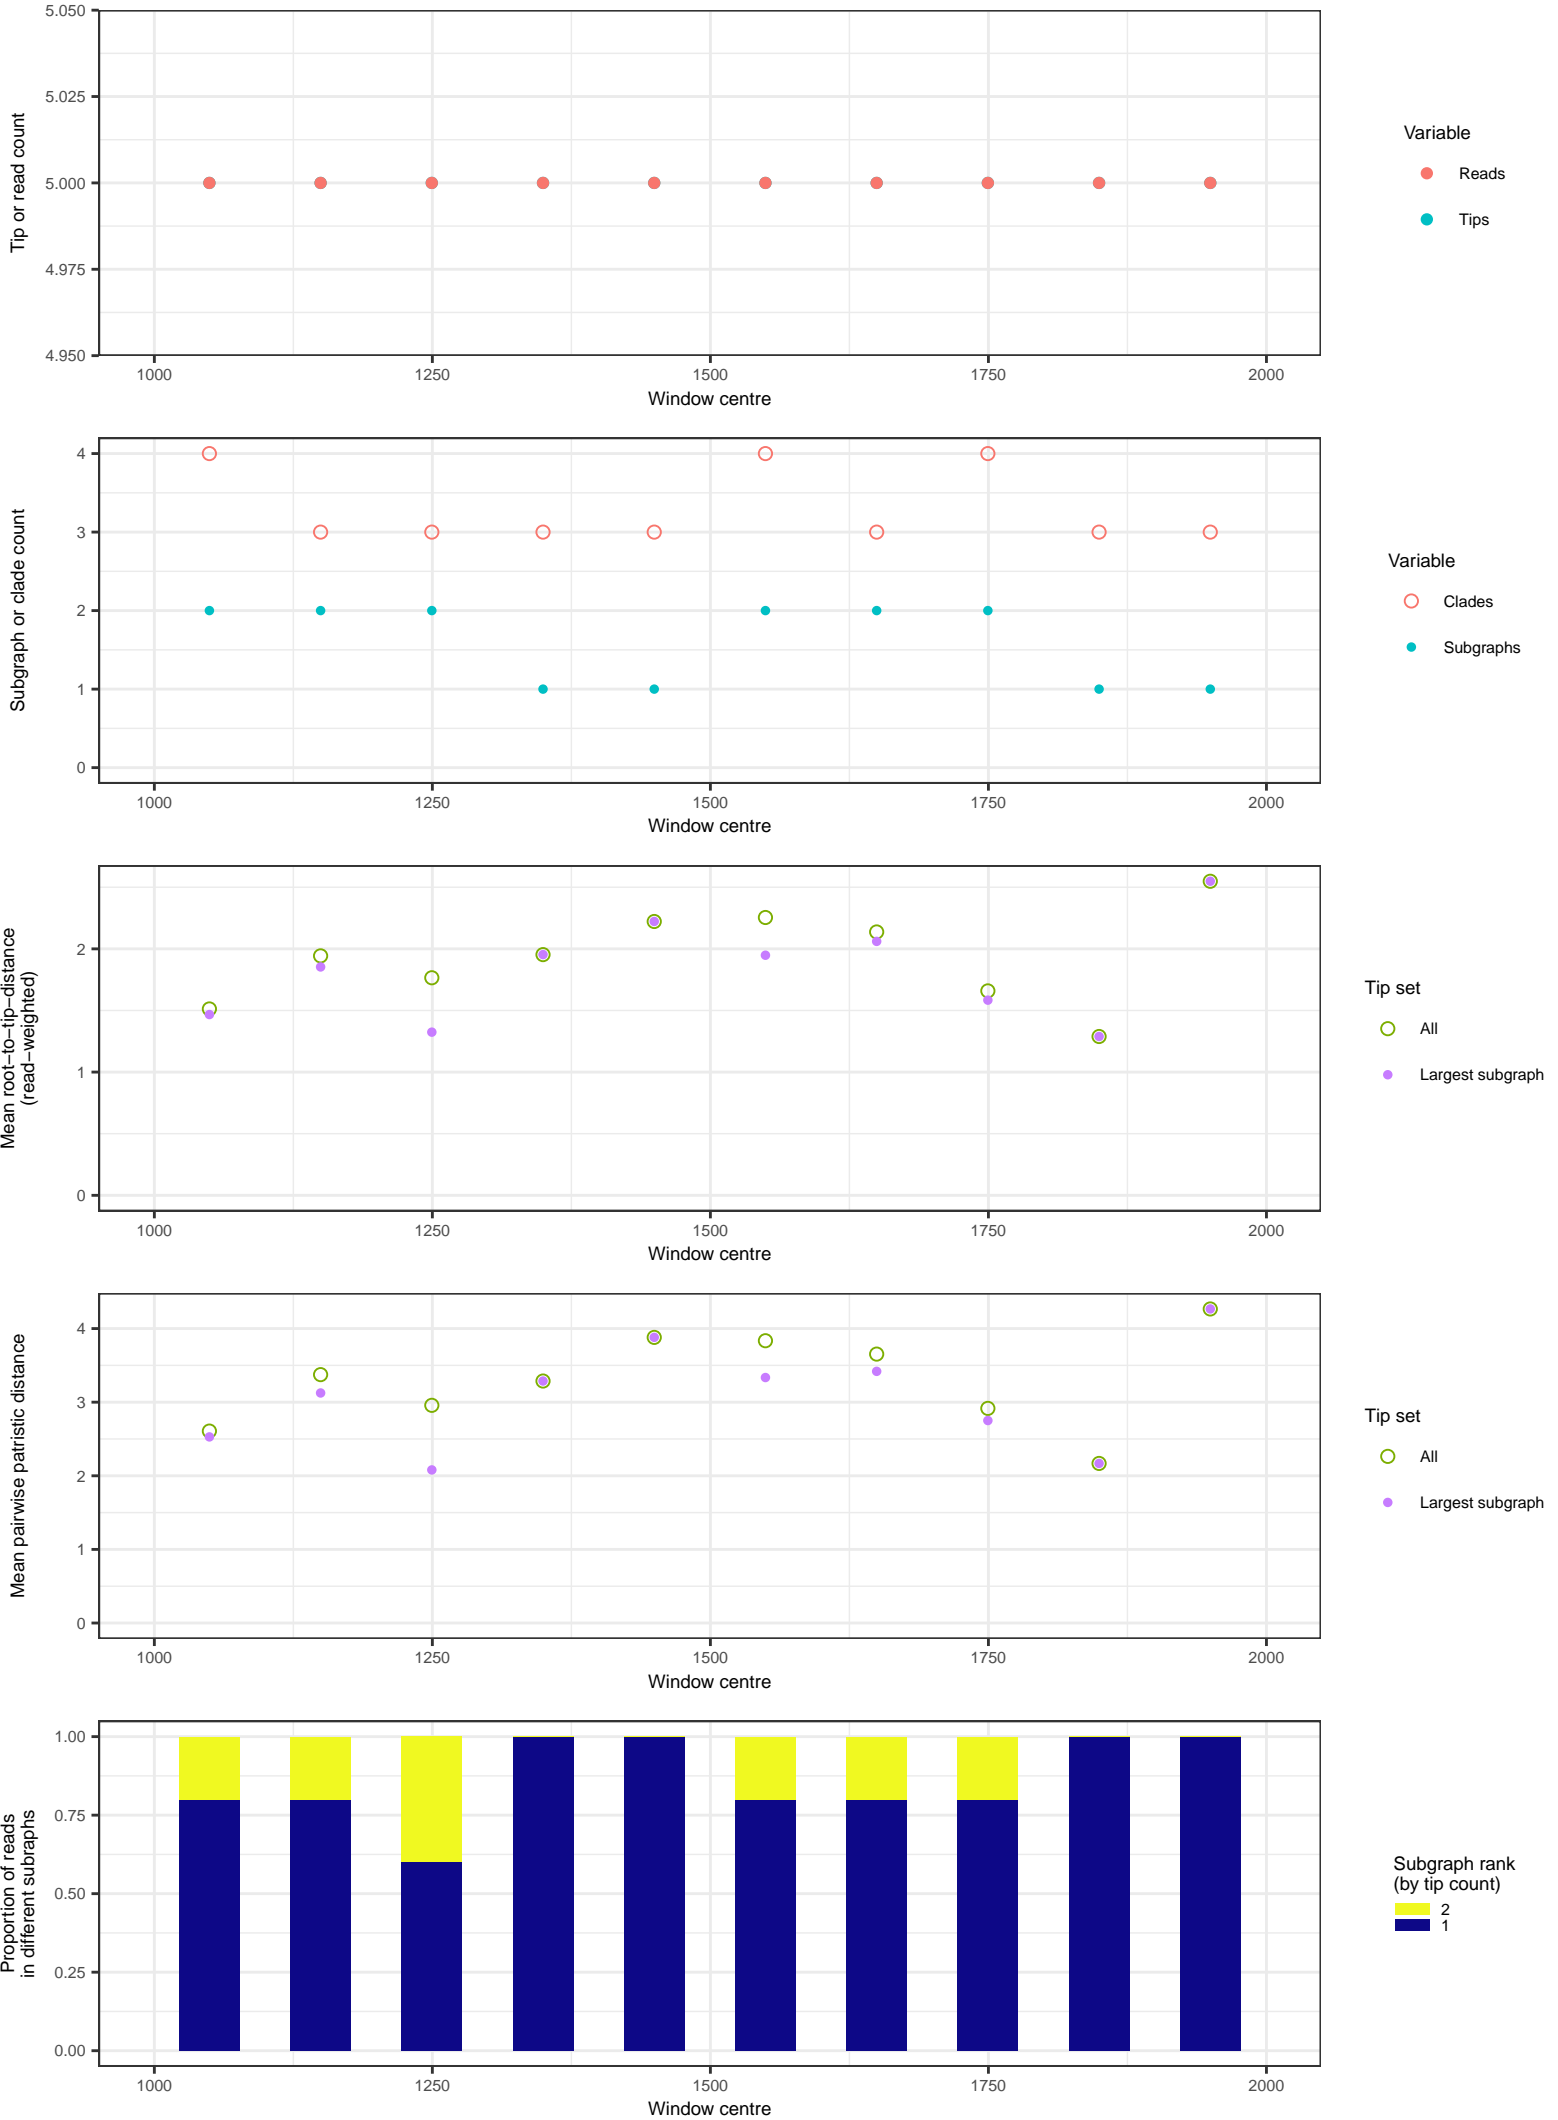 5.050
5.025
5.000
4.975
4.950
Tip or read count
1000 1250 1500 1750 2000
Window centre
Variable
Reads
Tips
4
3
2
1
0
Subgraph or clade count
1000 1250 1500 1750 2000
Window centre
Variable
Clades
Subgraphs
2
1
0
Mean root−to−tip−distance
(read−weighted)
1000 1250 1500 1750 2000
Window centre
Tip set
All
Largest subgraph
4
3
2
1
0
Mean pairwise patristic distance
1000 1250 1500 1750 2000
Window centre
Tip set
All
Largest subgraph
1.00
0.75
0.50
0.25
0.00
Proportion of reads
in different subraphs
1000 1250 1500 1750 2000
Window centre
Subgraph rank
(by tip count)
2
1